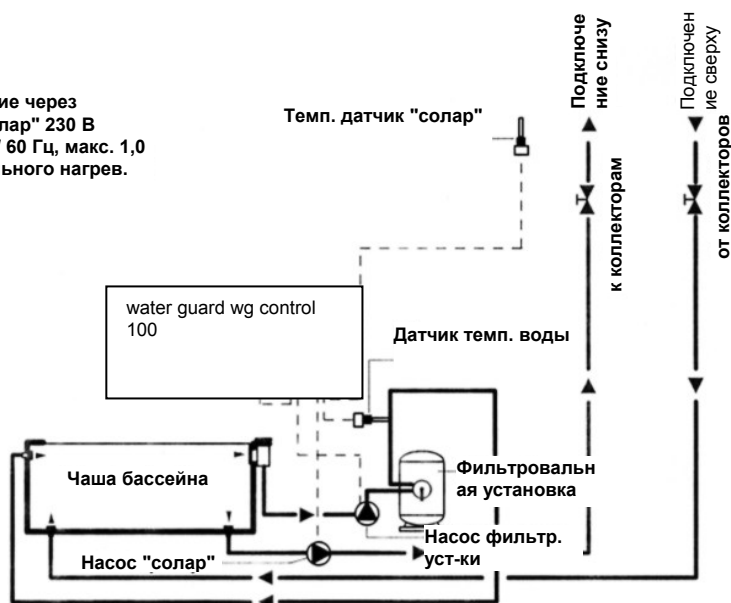 ие через
лар" 230 В
/ 60 Гц, макс. 1,0
льного нагрев.
Темп. датчик "солар"
Подключе
ние снизу
Подключен
ие сверху
к коллекторам
от коллекторов
water guard wg control
100
Датчик темп. воды
Чаша бассейна
Фильтровальн
ая установка
Насос фильтр.
уст-ки
Насос "солар"